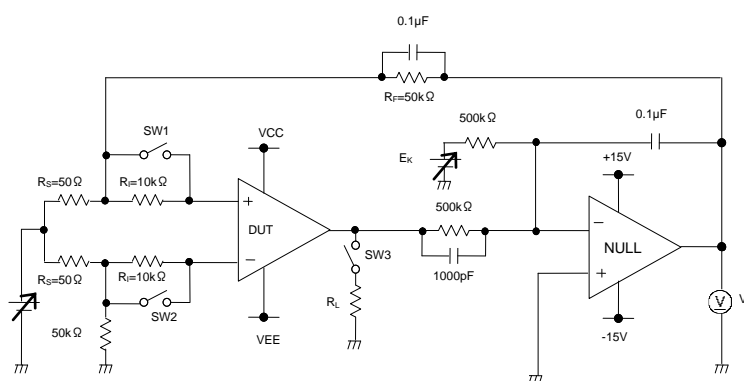 0.1µF
RF=50kΩ
0.1µF
500kΩ
SW1
VCC
EK
+15V
RS=50Ω
RI=10kΩ
500kΩ
+
DUT
−
NULL
−
+
SW3
RS=50Ω
RI=10kΩ
1000pF
V
V
SW2
RL
50kΩ
VEE
-15V